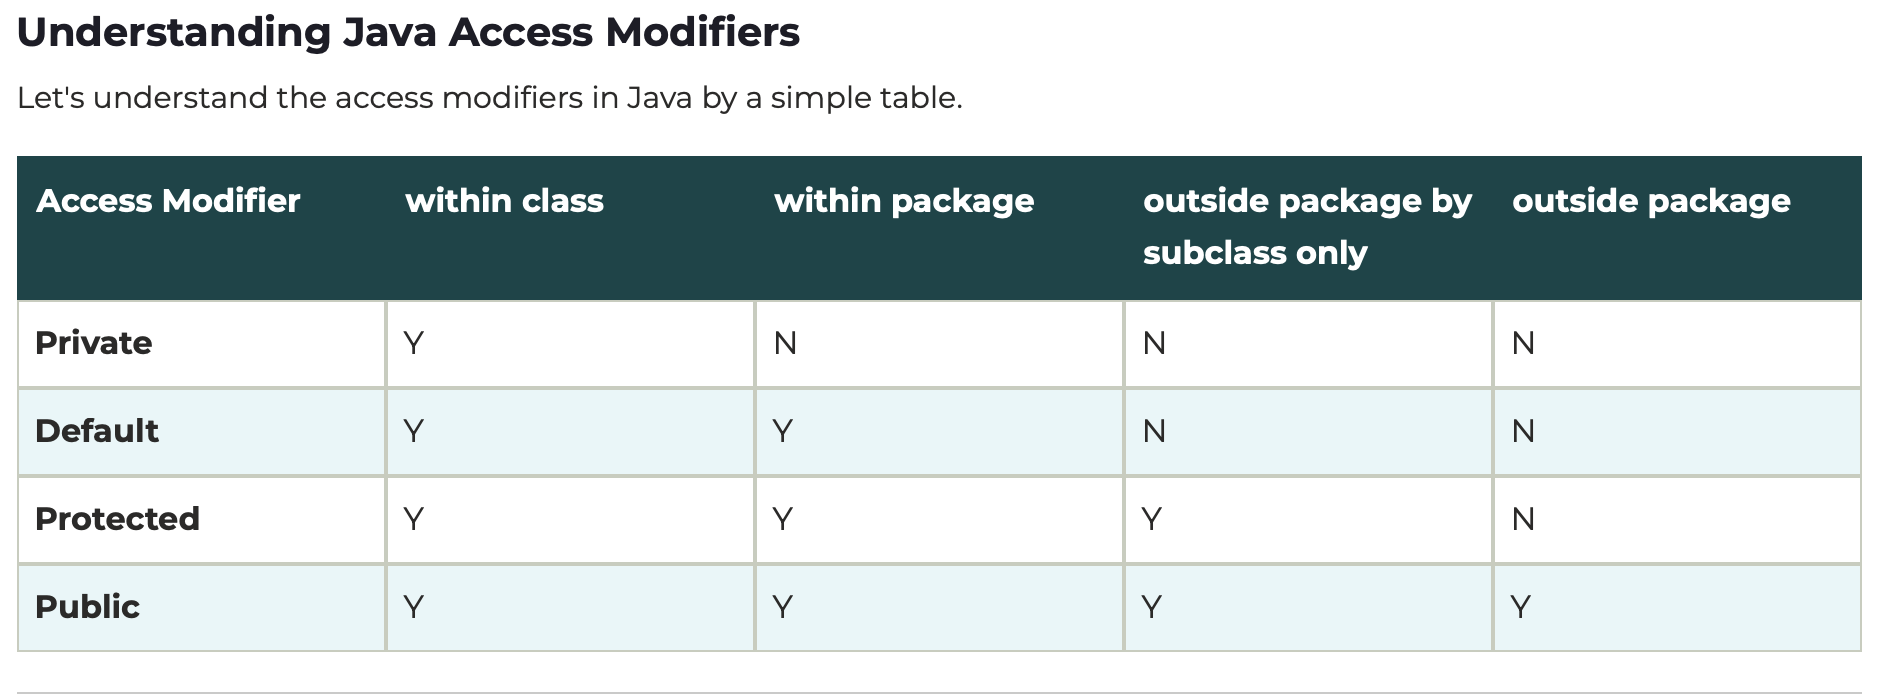 Understanding Java Access Modifiers
Let's understand the access modifiers in Java by a simple table.
Access Modifier within class within package outside package by subclass only outside package
Private Y N N N
Default Y Y N N
Protected Y Y Y N
Public Y Y Y Y